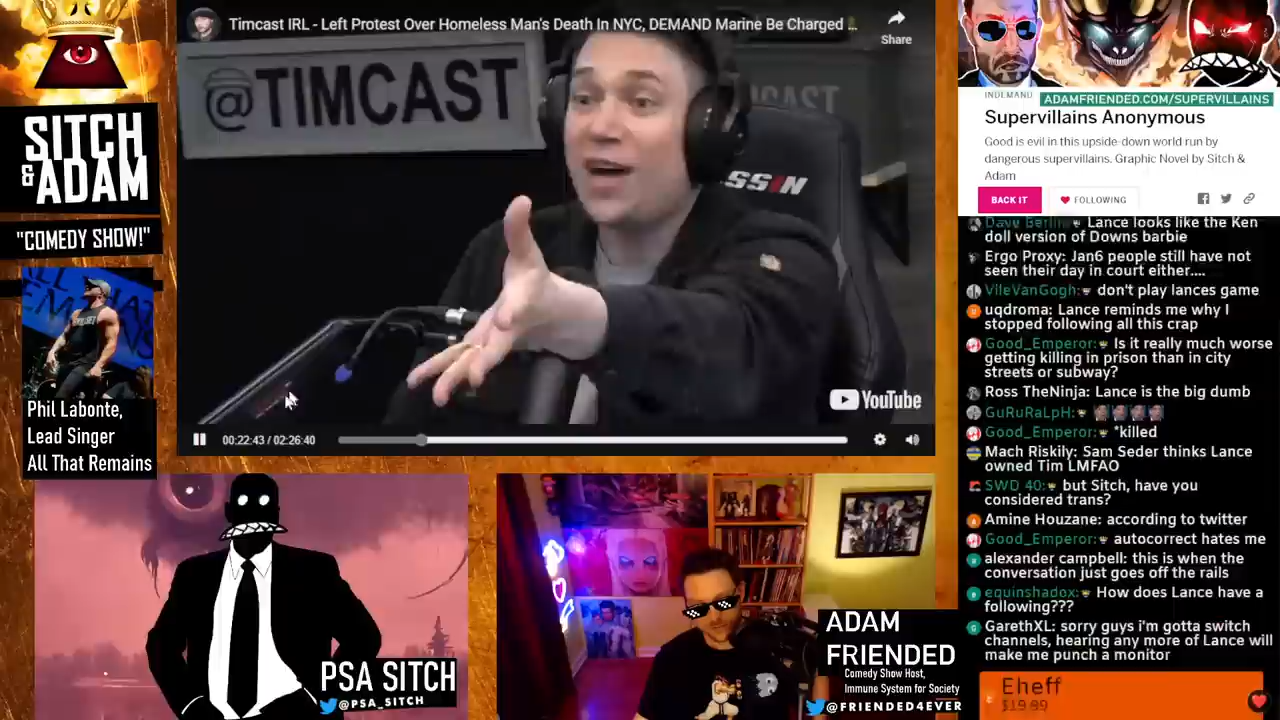 Timcast IRL - Left Protest Over Homeless Man's Death In NYC, DEMAND Marine Be Charged ...
Share
@TIMCAST
CAST
SSIN
YouTube
00:22:43 / 02:26:40
SITCH
& ADAM
"COMEDY SHOW!"
Phil Labonte,
Lead Singer
All That Remains
PSA SITCH
@PSA_SITCH
ADAM
FRIENDED
Comedy Show Host,
Immune System for Society
@FRIENDED4EVER
INDEMAND
ADAMFRIENDED.COM/SUPERVILLAINS
Supervillains Anonymous
Good is evil in this upside-down world run by
dangerous supervillains. Graphic Novel by Sitch &
Adam
BACK IT
FOLLOWING
Dave Lance looks like the Ken
doll version of Downs barbie
Ergo Proxy: Jan6 people still have not
seen their day in court either....
VileVanGogh: don't play lances game
uqdroma: Lance reminds me why I
stopped following all this crap
Good_Emperor: Is it really much worse
getting killing in prison than in city
streets or subway?
Ross TheNinja: Lance is the big dumb
GuRuRaLpH:
Good_Emperor: *killed
Mach Riskily: Sam Seder thinks Lance
owned Tim LMFAO
SWD 40: but Sitch, have you
considered trans?
Amine Houzane: according to twitter
Good_Emperor: autocorrect hates me
alexander campbell: this is when the
conversation just goes off the rails
equinshadox: How does Lance have a
following???
GarethXL: sorry guys i'm gotta switch
channels, hearing any more of Lance will
make me punch a monitor
Eheff
$19.99